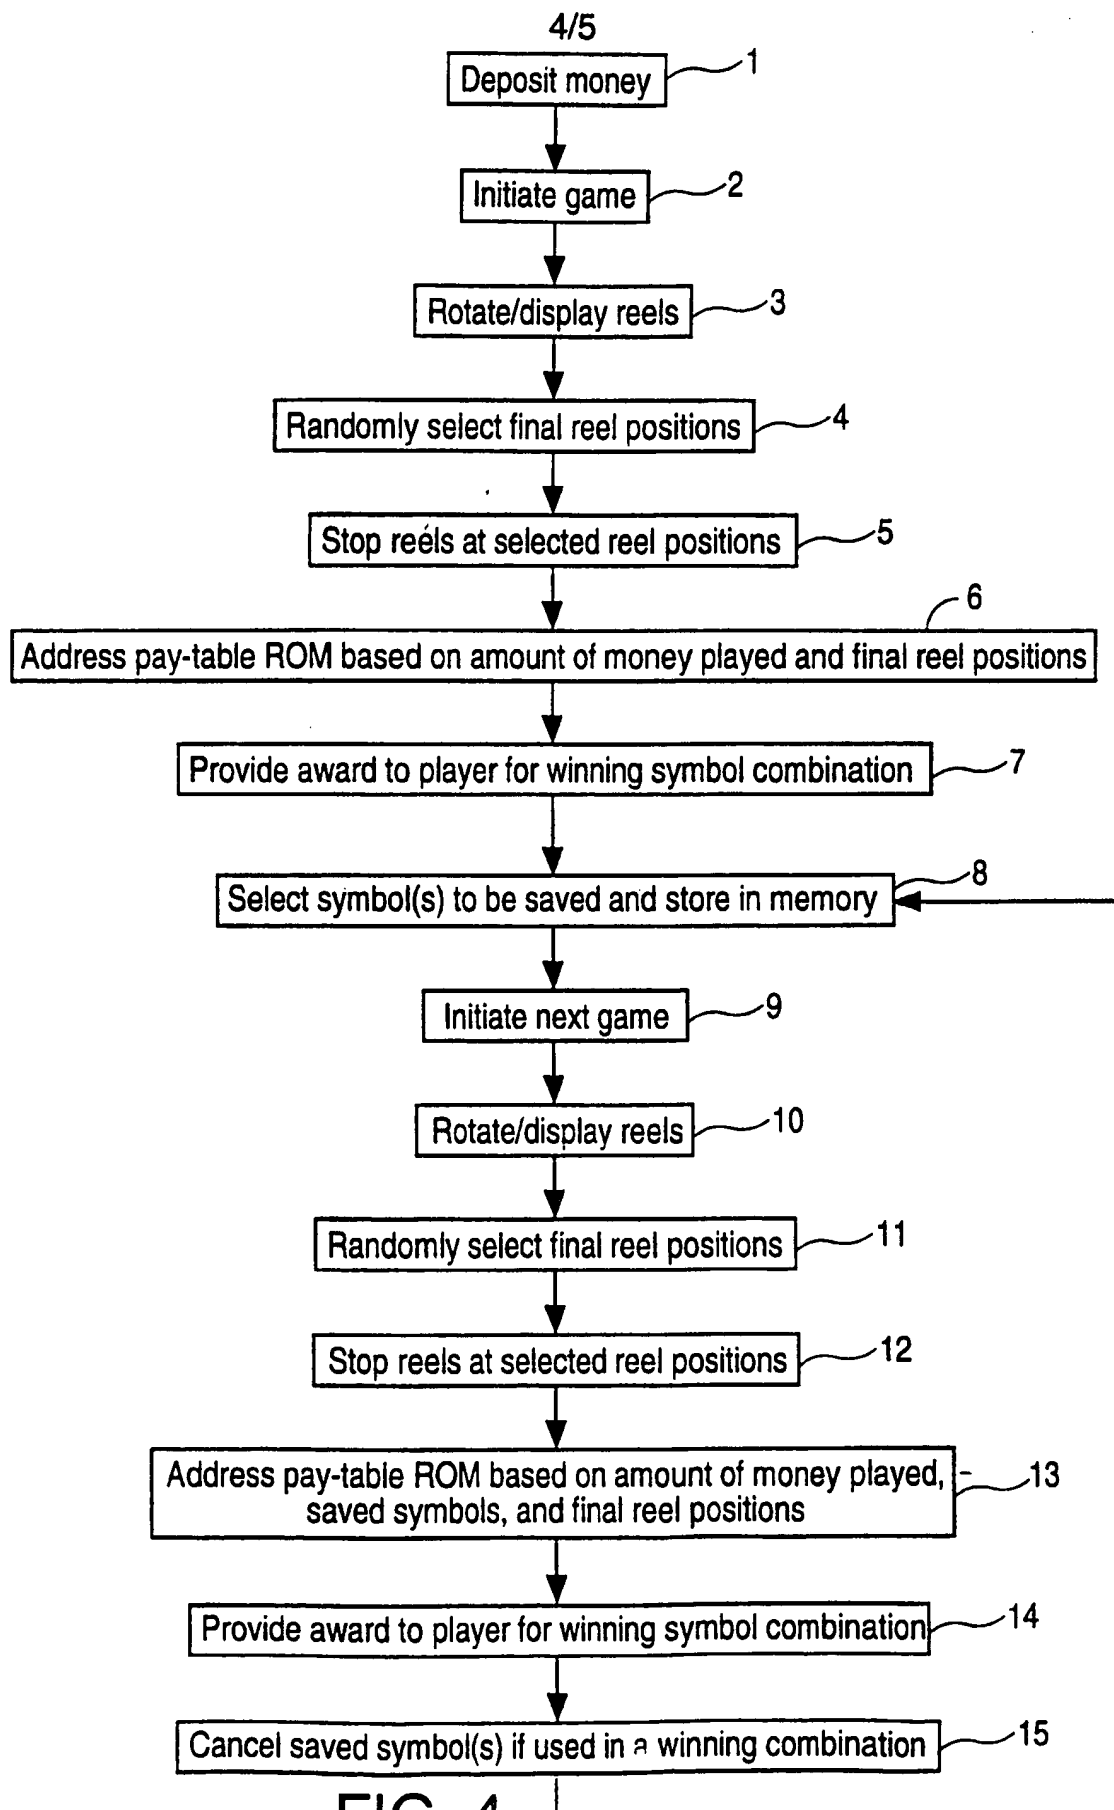 4/5
Deposit money
1
Initiate game
2
Rotate/display reels
3
Randomly select final reel positions
4
Stop reels at selected reel positions
5
6
Address pay-table ROM based on amount of money played and final reel positions
Provide award to player for winning symbol combination
7
Select symbol(s) to be saved and store in memory
8
Initiate next game
9
Rotate/display reels
10
Randomly select final reel positions
11
Stop reels at selected reel positions
12
Address pay-table ROM based on amount of money played,
saved symbols, and final reel positions
13
Provide award to player for winning symbol combination
14
Cancel saved symbol(s) if used in a winning combination
15
FIG. 4